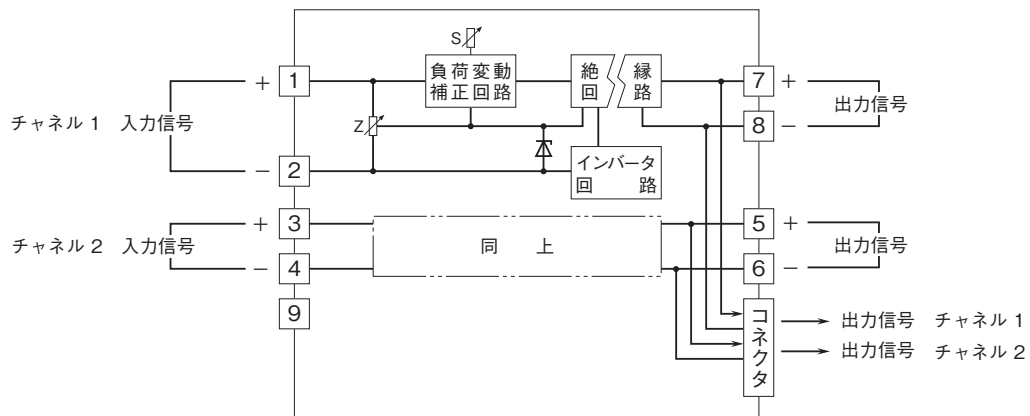 S
負荷変動
補正回路
絶
回
縁
路
+
1
7
+
チャネル 1 入力信号
出力信号
Z
8
−
−
2
インバータ
回 路
+
3
5
+
チャネル 2 入力信号
同 上
出力信号
−
4
6
−
9
コネクタ
出力信号 チャネル 1
出力信号 チャネル 2